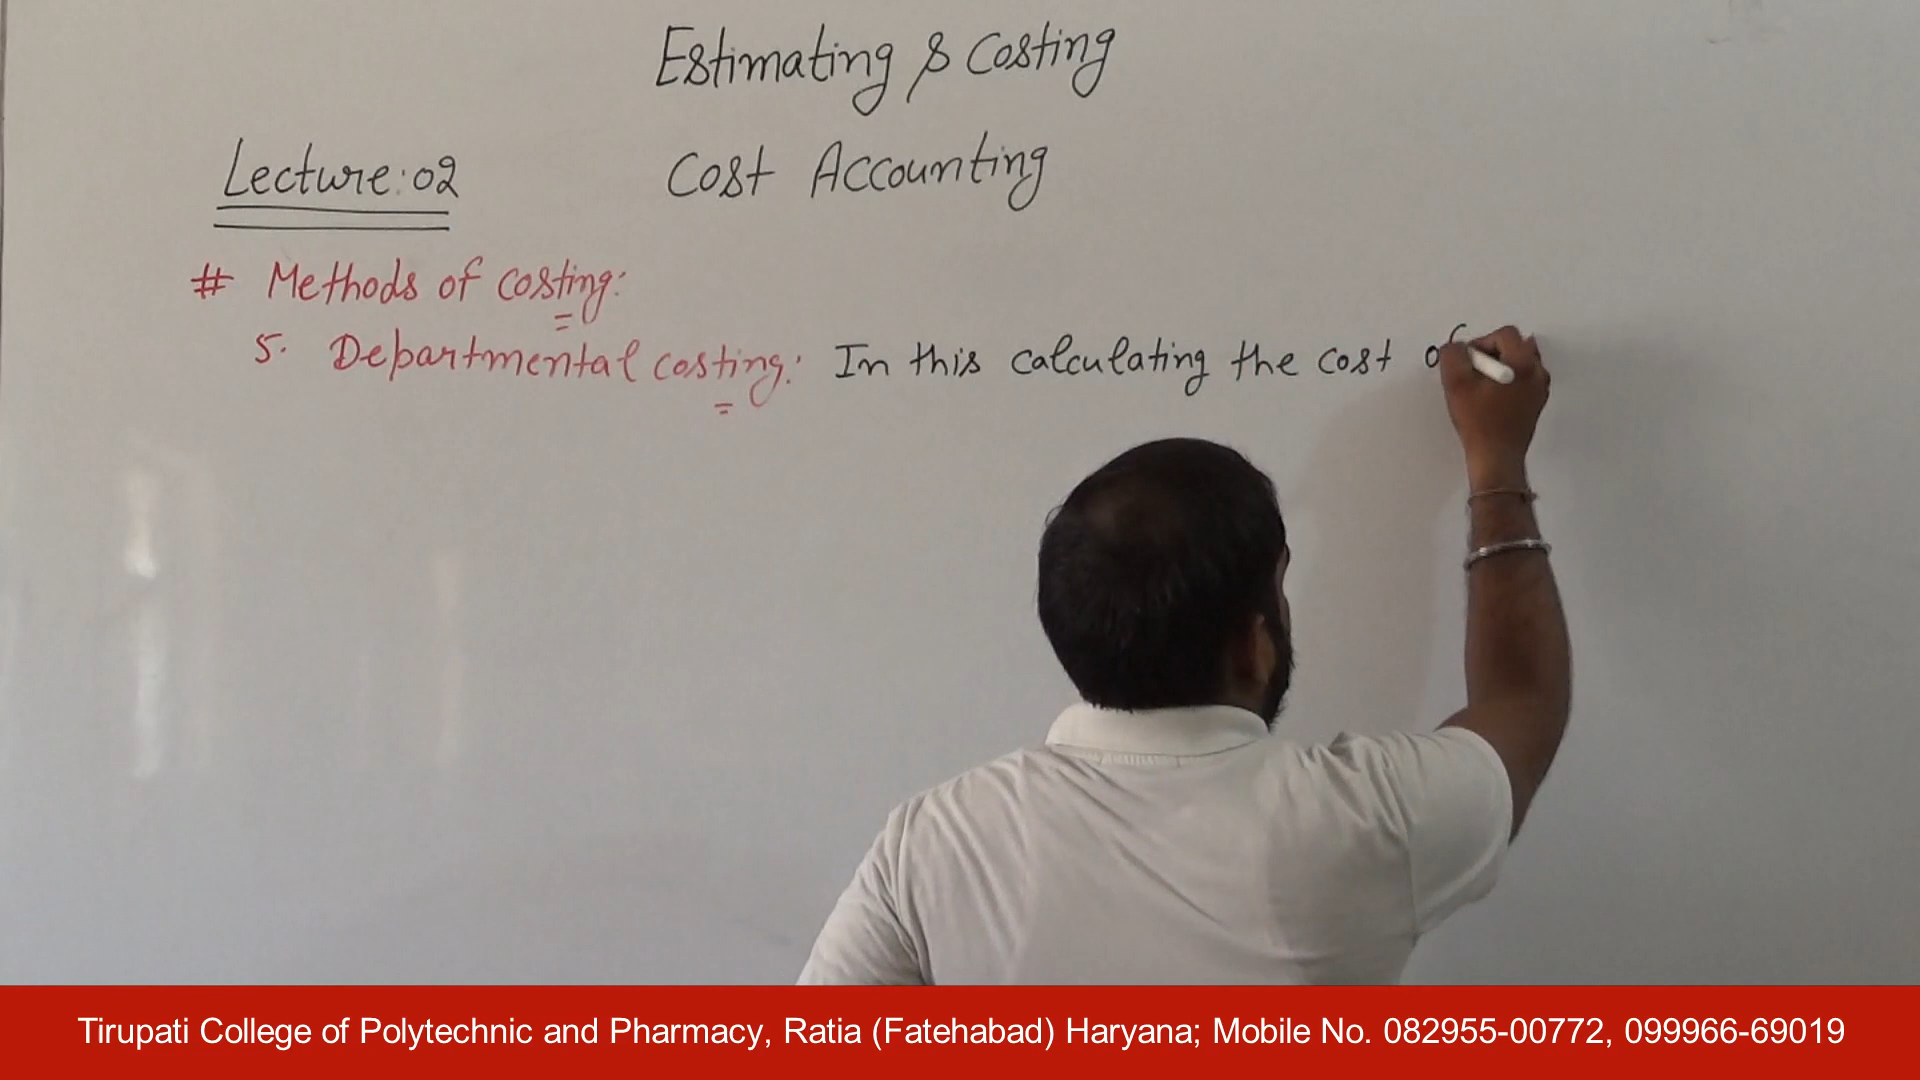 Estimating & Costing
Lecture: 02
Cost Accounting
# Methods of costing:
5. Departmental costing: In this calculating the cost of
Tirupati College of Polytechnic and Pharmacy, Ratia (Fatehabad) Haryana; Mobile No. 082955-00772, 099966-69019